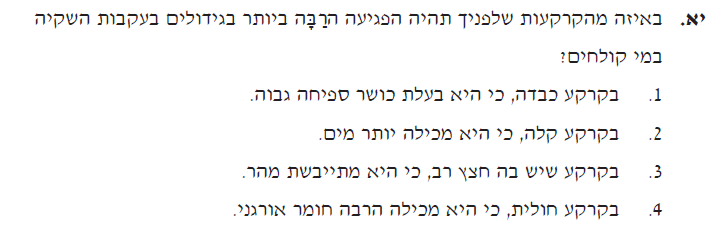 יא. באיזה מהקרקעות שלפניך תהיה הפגיעה הרַבָּה ביותר בגידולים בעקבות השקיה
במי קולחים?
1. בקרקע כבדה, כי היא בעלת כושר ספיחה גבוה.
2. בקרקע קלה, כי היא מכילה יותר מים.
3. בקרקע שיש בה חצץ רב, כי היא מתייבשת מהר.
4. בקרקע חולית, כי היא מכילה הרבה חומר אורגני.